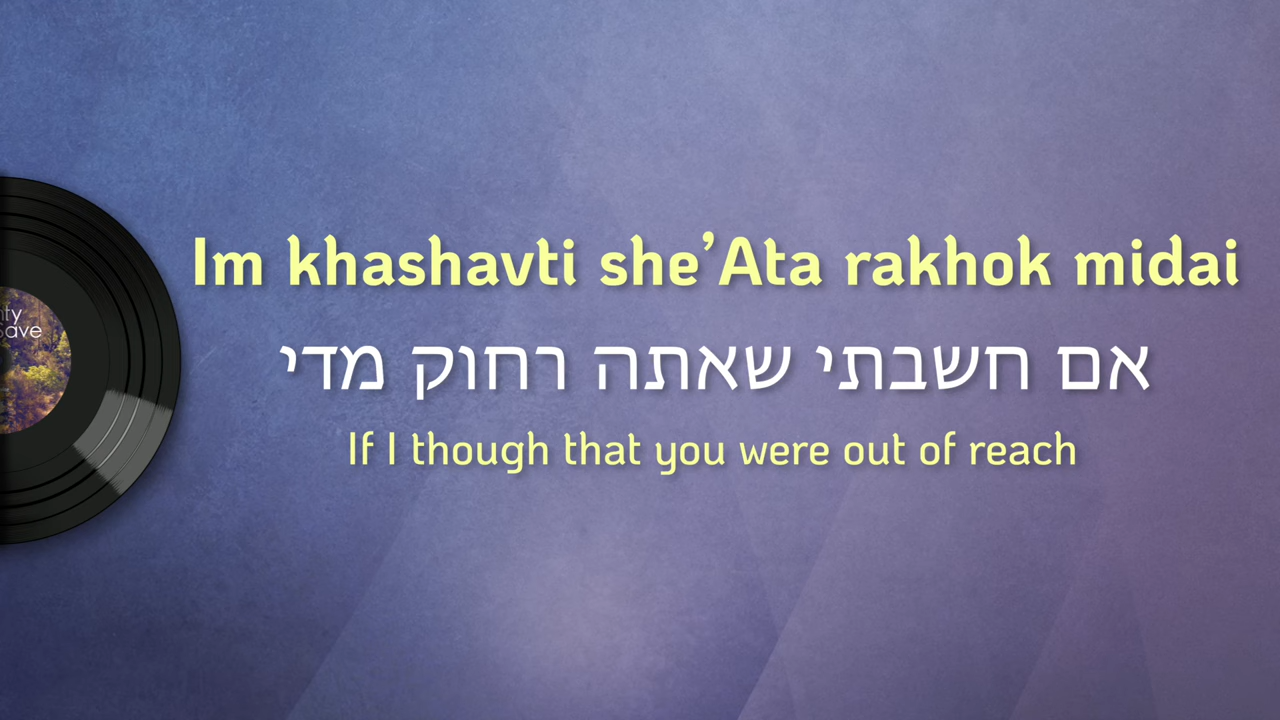 Im khashavti she’Ata rakhok midai
אם חשבתי שאתה רחוק מדי
If I though that you were out of reach
ave